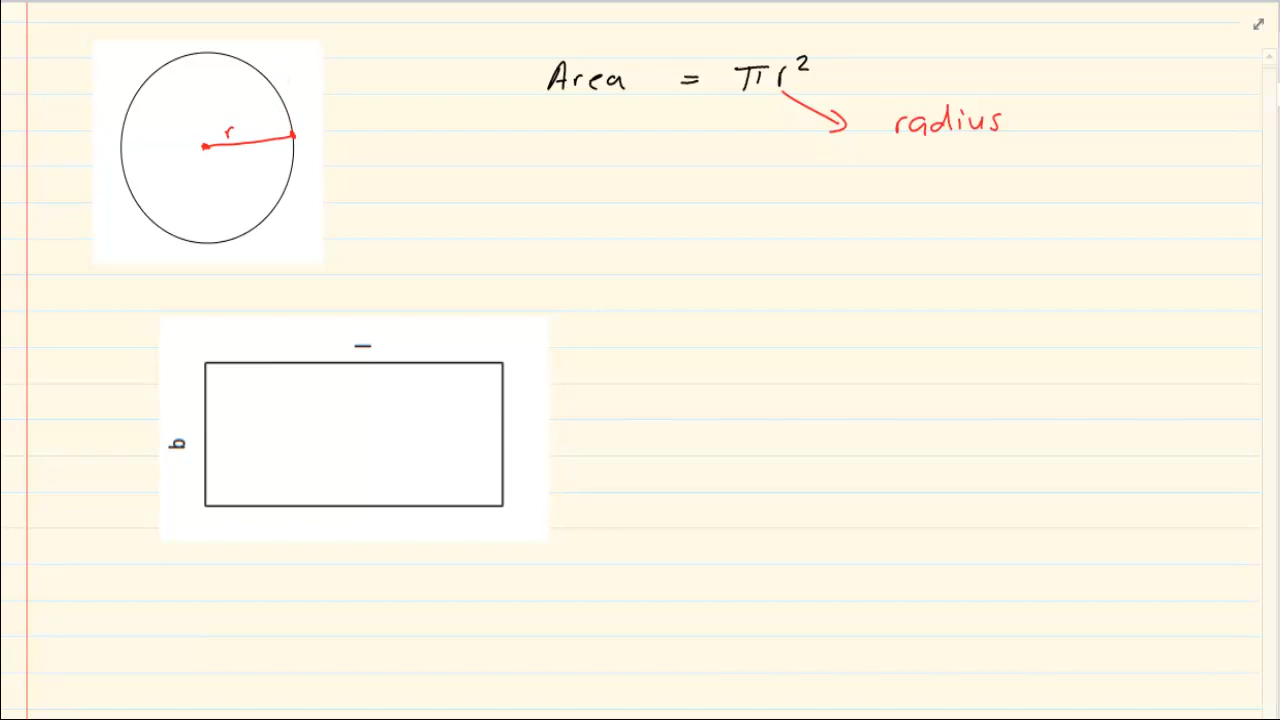 Area = πr²
r
radius
l
b